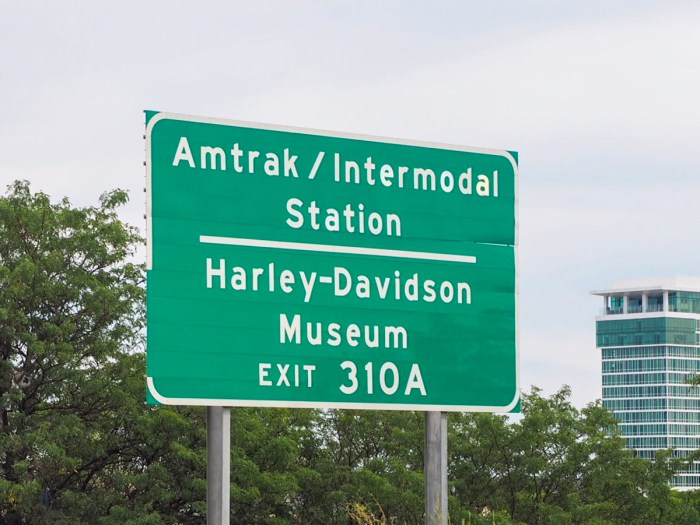 Amtrak / Intermodal
Station
Harley-Davidson
Museum
EXIT 310A